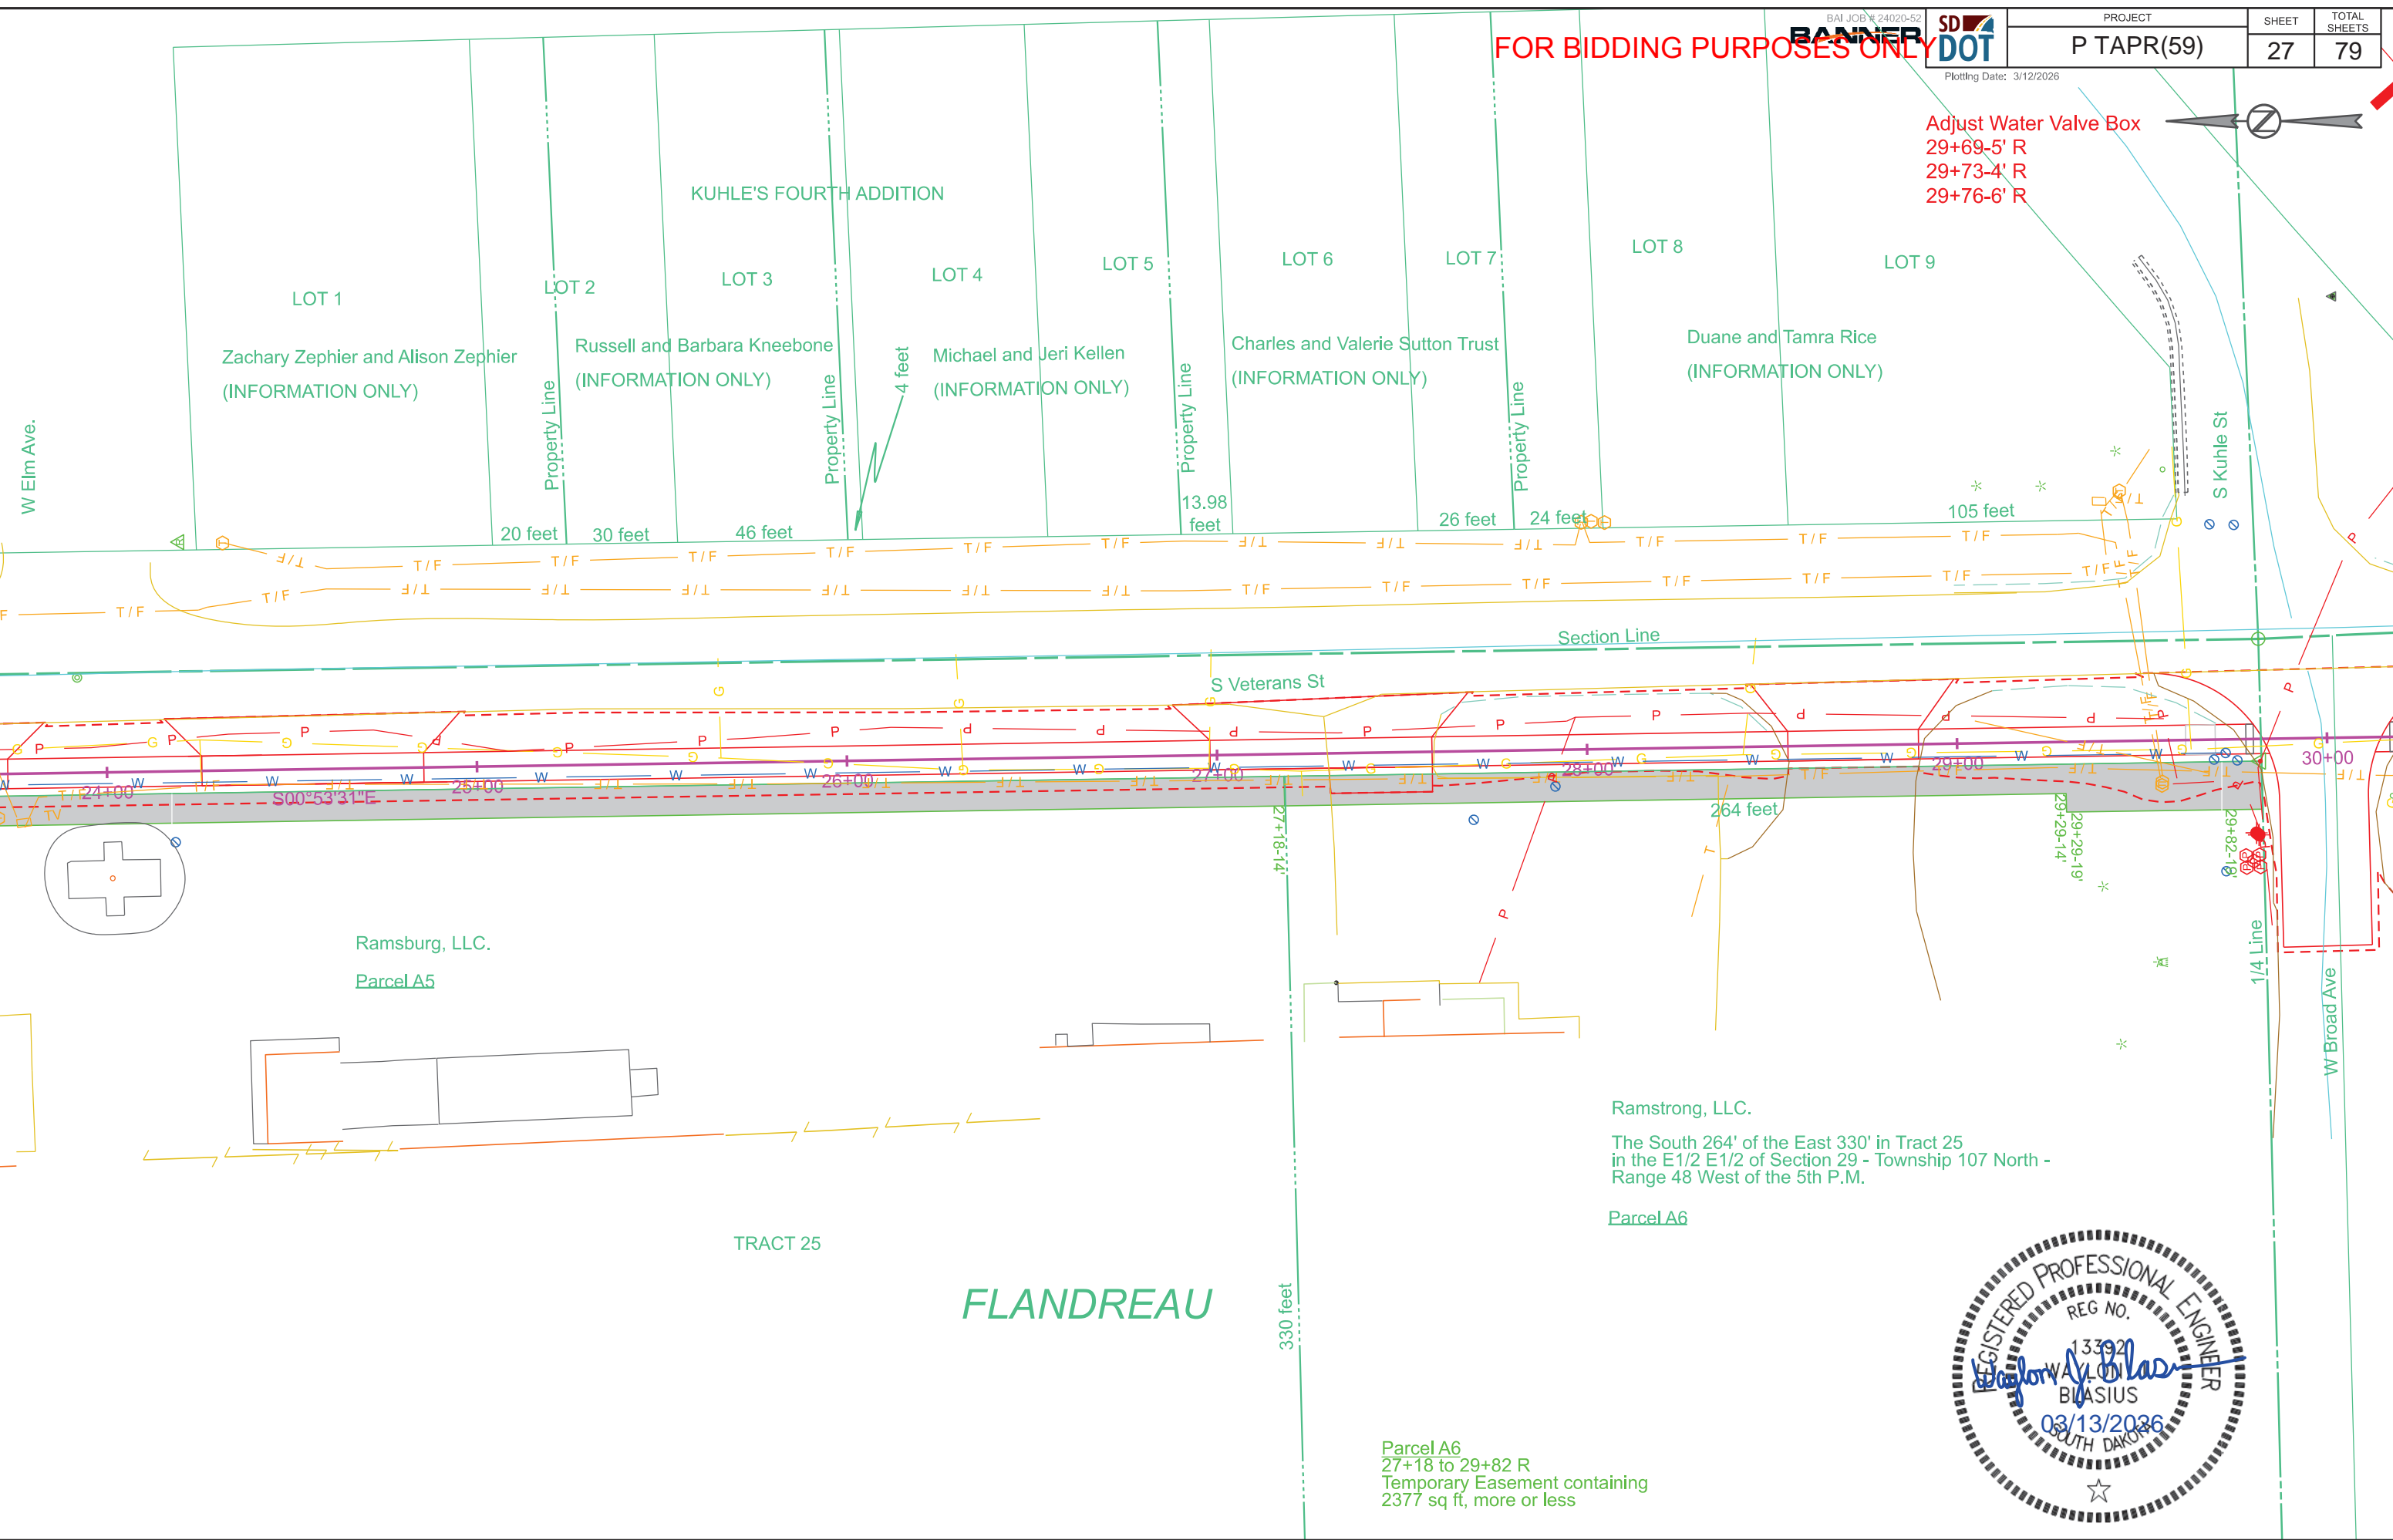 BAI JOB # 24020-52
BANNER
FOR BIDDING PURPOSES ONLY
SD DOT
PROJECT
P TAPR(59)
SHEET
27
TOTAL SHEETS
79
Plotting Date: 3/12/2026
Adjust Water Valve Box
29+69-5' R
29+73-4' R
29+76-6' R
Z
KUHLE'S FOURTH ADDITION
LOT 1
LOT 2
LOT 3
LOT 4
LOT 5
LOT 6
LOT 7
LOT 8
LOT 9
Zachary Zephier and Alison Zephier
(INFORMATION ONLY)
Russell and Barbara Kneebone
(INFORMATION ONLY)
Michael and Jeri Kellen
(INFORMATION ONLY)
Charles and Valerie Sutton Trust
(INFORMATION ONLY)
Duane and Tamra Rice
(INFORMATION ONLY)
W Elm Ave.
Property Line
Property Line
4 feet
Property Line
Property Line
S Kuhle St
20 feet
30 feet
46 feet
13.98
feet
26 feet
24 feet
105 feet
T/F T/F T/F T/F T/F T/F T/F T/F T/F T/F T/F T/F
T/F T/F T/F T/F T/F T/F T/F T/F T/F T/F T/F T/F T/F T/F T/F
Section Line
S Veterans St
24+00
S00°53'31"E
25+00
26+00
27+00
28+00
29+00
30+00
TV
264 feet
27+18-14'
29+29-14'
29+29-19'
29+82-19'
Ramsburg, LLC.
Parcel A5
1/4 Line
W Broad Ave
Ramstrong, LLC.
The South 264' of the East 330' in Tract 25
in the E1/2 E1/2 of Section 29 - Township 107 North -
Range 48 West of the 5th P.M.
Parcel A6
TRACT 25
FLANDREAU
330 feet
Parcel A6
27+18 to 29+82 R
Temporary Easement containing
2377 sq ft, more or less
REGISTERED PROFESSIONAL ENGINEER
REG NO.
13392
WAYLON J.
BLASIUS
Waylon J. Blas
03/13/2026
SOUTH DAKOTA